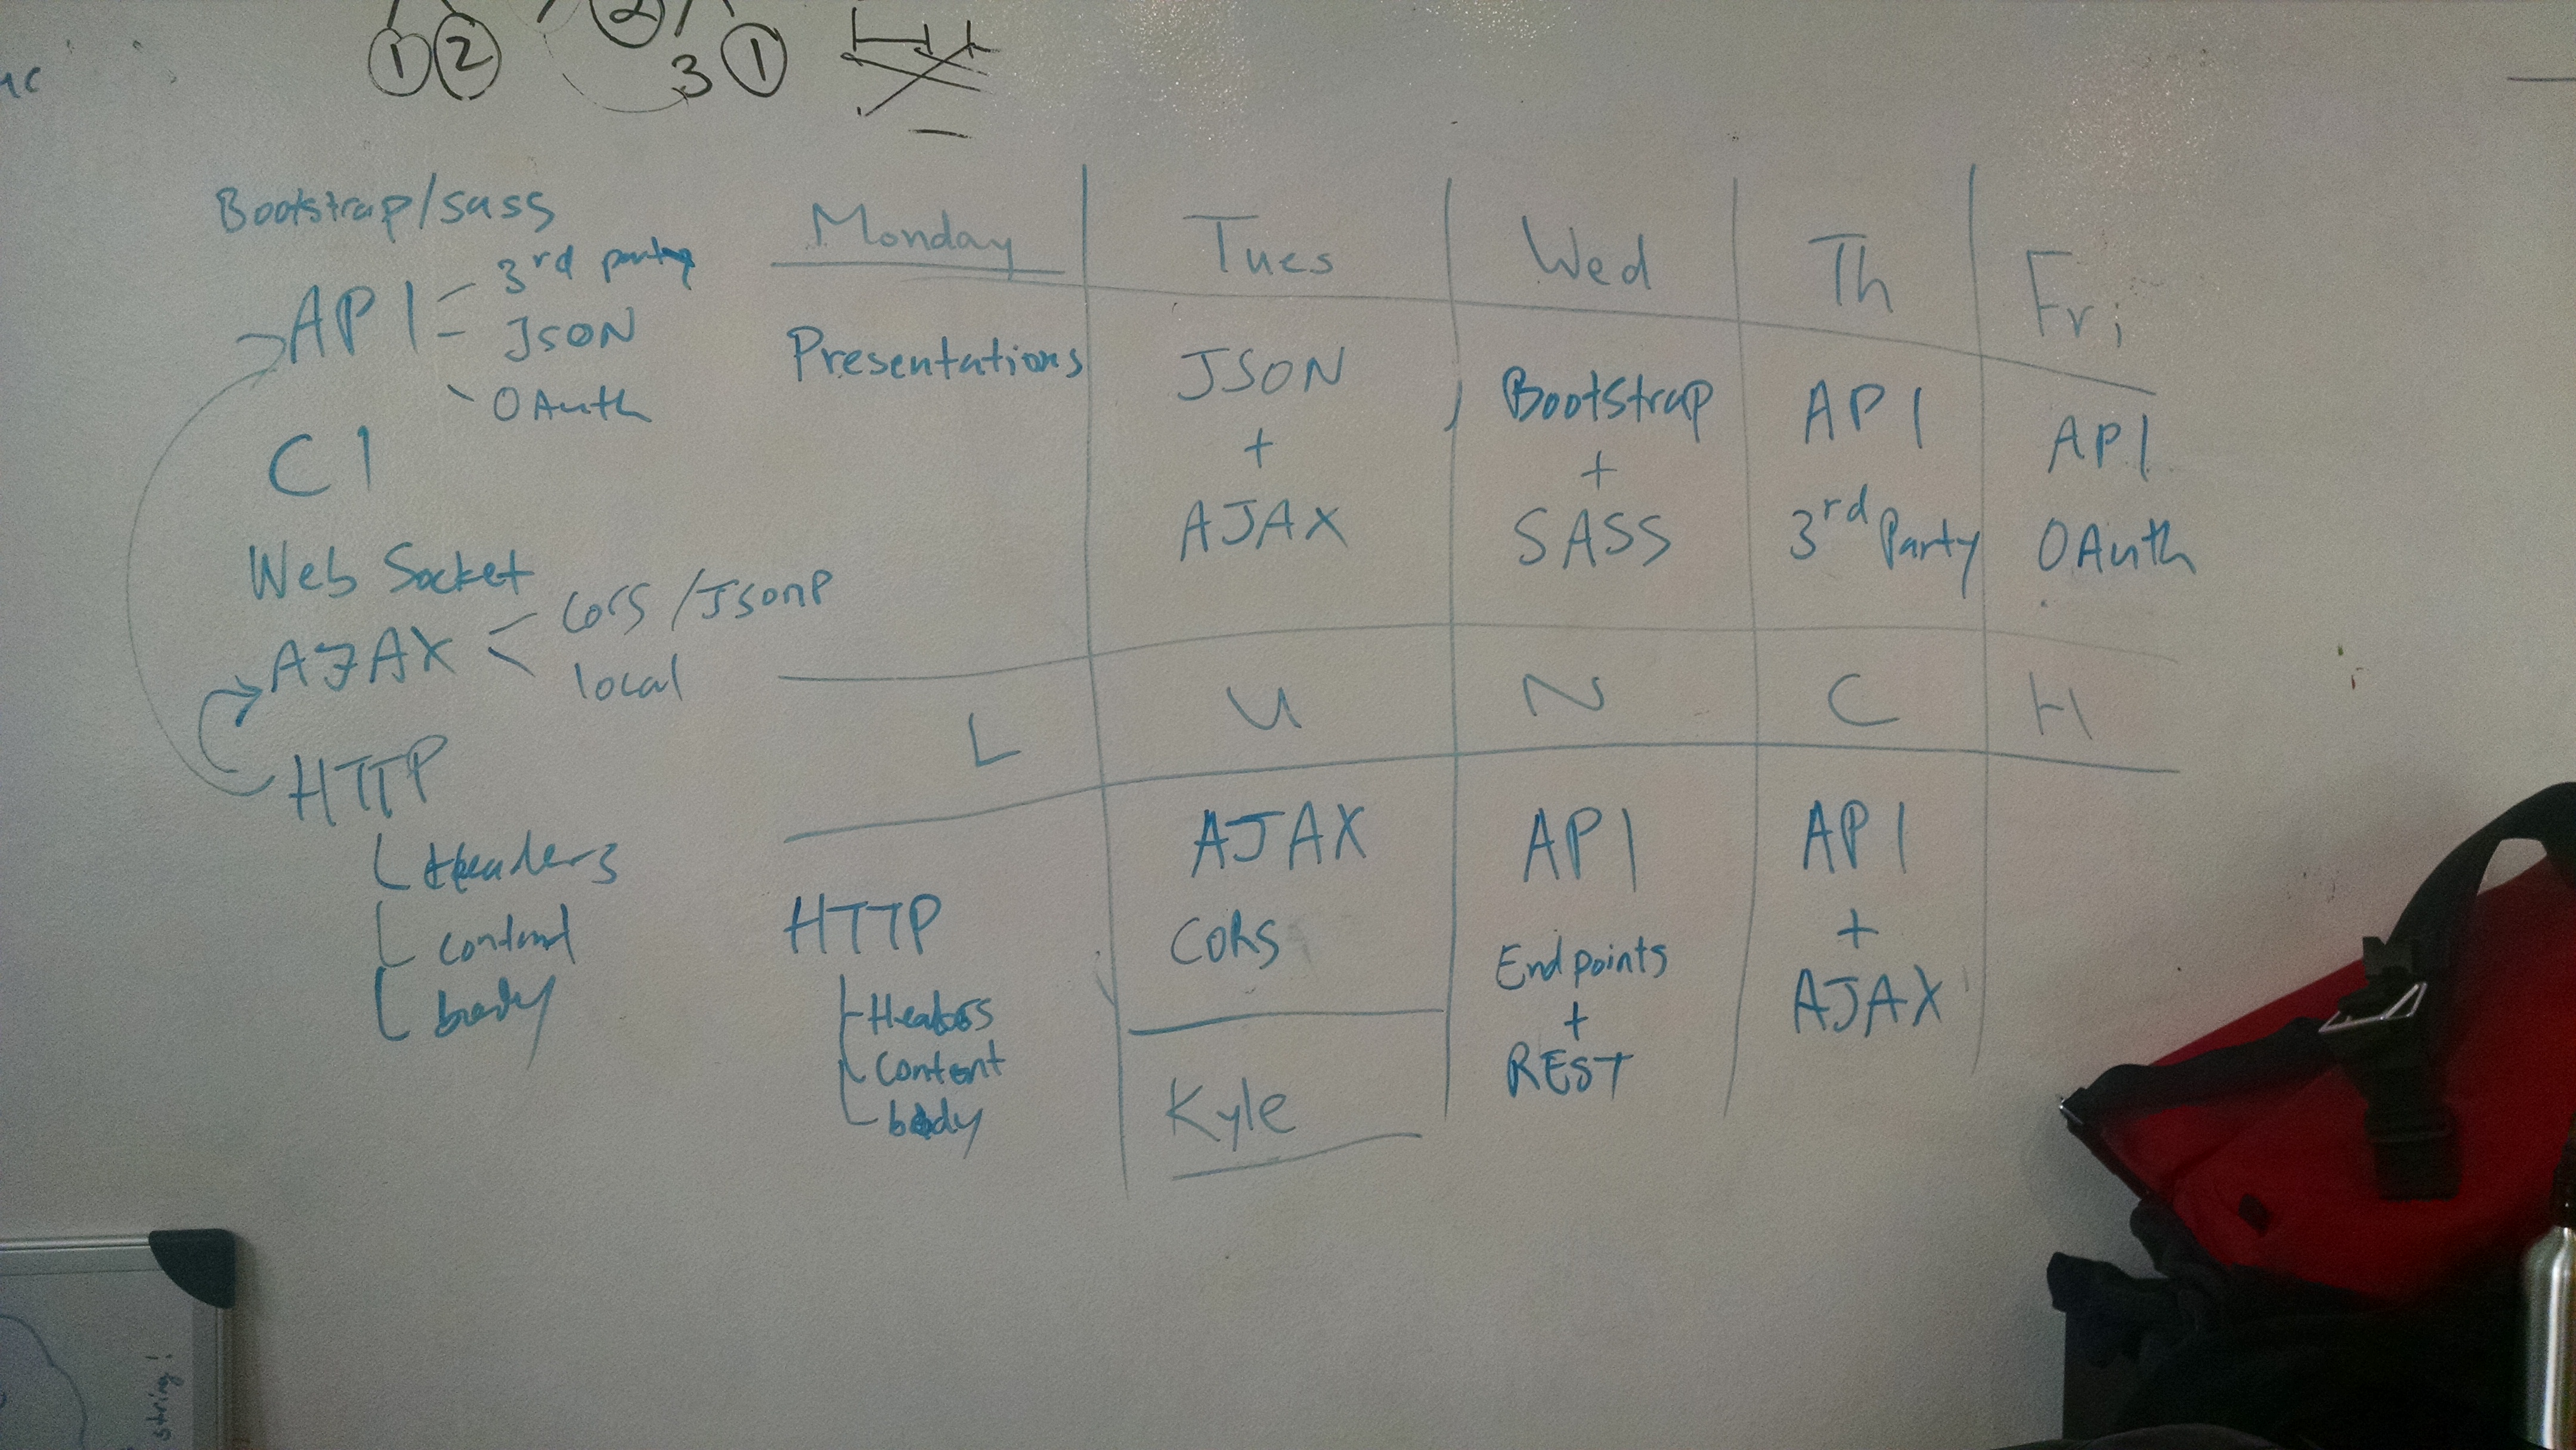 1 2
2
3 1
Bootstrap/sass
API
3rd party
JSON
OAuth
CI
Web Socket
AJAX
Cors / Jsonp
local
HTTP
Headers
content
body
Monday Tues Wed Th Fri
Presentations
JSON
+
AJAX
Bootstrap
+
SASS
API
3rd Party
API
OAuth
L U N C H
HTTP
Headers
Content
body
AJAX
CORS
Kyle
API
Endpoints
+
REST
API
+
AJAX
string!